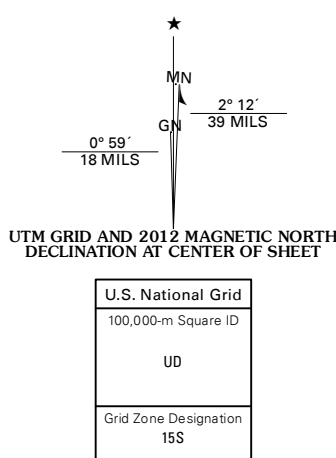 ★
MN
2° 12´
39 MILS
GN
0° 59´
18 MILS
UTM GRID AND 2012 MAGNETIC NORTH
DECLINATION AT CENTER OF SHEET
U.S. National Grid
100,000-m Square ID
UD
Grid Zone Designation
15S